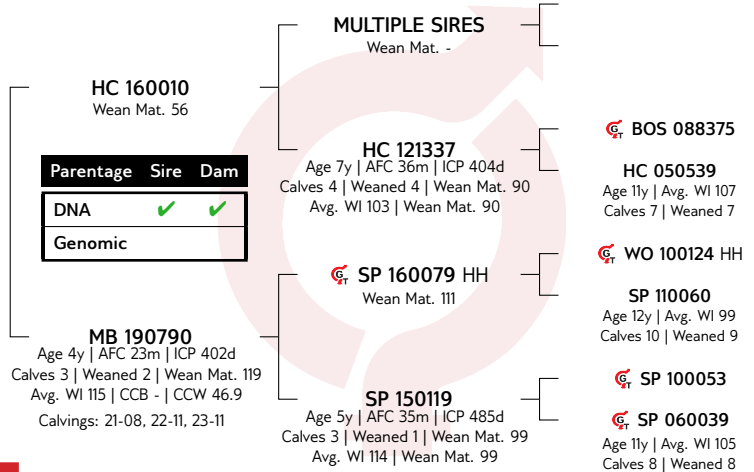 MULTIPLE SIRES
Wean Mat. -
HC 160010
Wean Mat. 56
HC 121337
Age 7y | AFC 36m | ICP 404d
Calves 4 | Weaned 4 | Wean Mat. 90
Avg. WI 103 | Wean Mat. 90
GT BOS 088375
HC 050539
Age 11y | Avg. WI 107
Calves 7 | Weaned 7
Parentage Sire Dam
DNA ✔ ✔
Genomic
GT SP 160079 HH
Wean Mat. 111
GT WO 100124 HH
SP 110060
Age 12y | Avg. WI 99
Calves 10 | Weaned 9
MB 190790
Age 4y | AFC 23m | ICP 402d
Calves 3 | Weaned 2 | Wean Mat. 119
Avg. WI 115 | CCB - | CCW 46.9
Calvings: 21-08, 22-11, 23-11
SP 150119
Age 5y | AFC 35m | ICP 485d
Calves 3 | Weaned 1 | Wean Mat. 99
Avg. WI 114 | Wean Mat. 99
GT SP 100053
GT SP 060039
Age 11y | Avg. WI 105
Calves 8 | Weaned 8